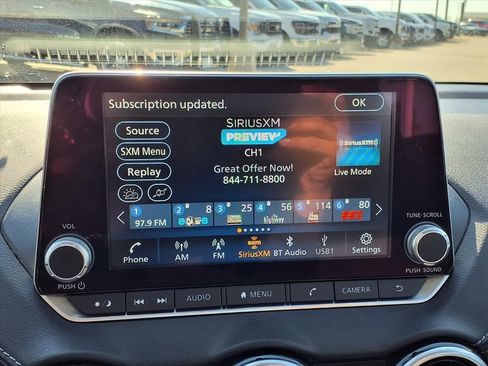 Subscription updated.
OK
Source
SiriusXM
PREVIEW
SXM Menu
CH1
SiriusXM
Replay
Great Offer Now!
844-711-8800
Live Mode
1
2 8
3 25
4 56
5 114
6 80
97.9 FM
highway
VOL
TUNE•SCROLL
Phone
AM
FM
SiriusXM
BT Audio
USB1
Settings
PUSH
PUSH SOUND
AUDIO
MENU
CAMERA